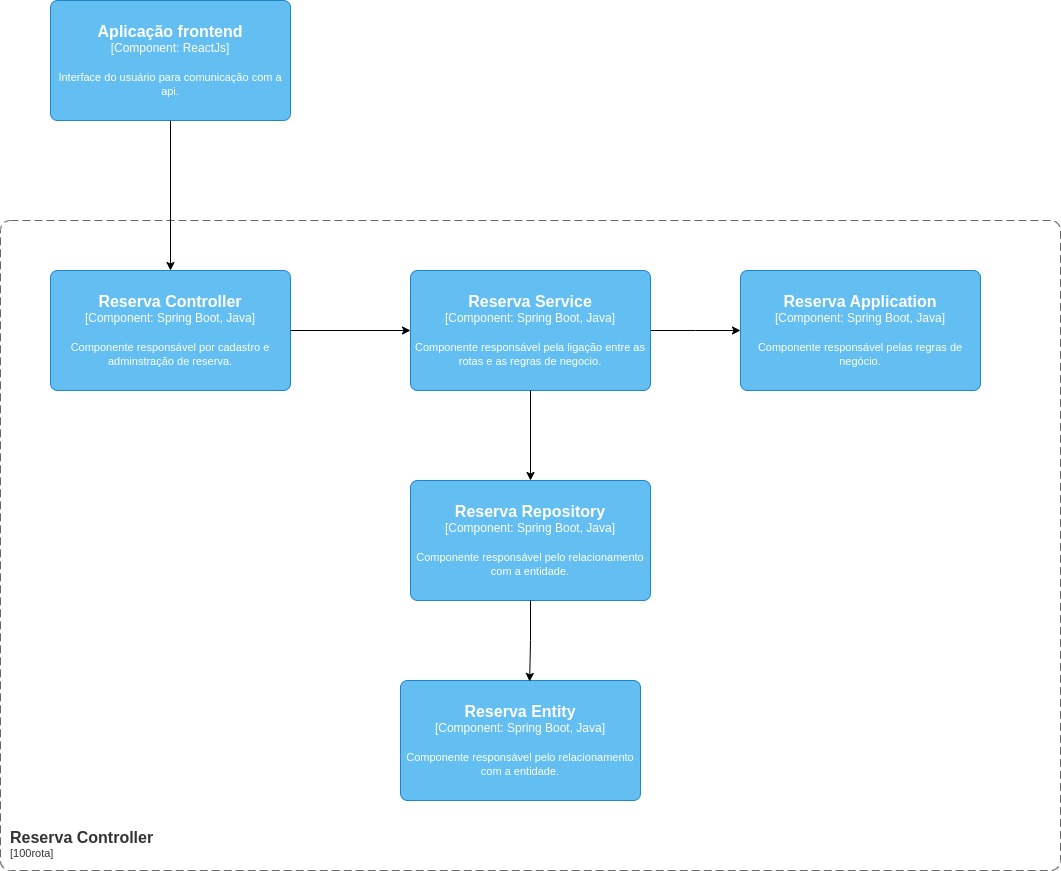 Aplicação frontend
[Component: ReactJs]
Interface do usuário para comunicação com a
api.
Reserva Controller
[Component: Spring Boot, Java]
Componente responsável por cadastro e
adminstração de reserva.
Reserva Service
[Component: Spring Boot, Java]
Componente responsável pela ligação entre as
rotas e as regras de negocio.
Reserva Application
[Component: Spring Boot, Java]
Componente responsável pelas regras de
negócio.
Reserva Repository
[Component: Spring Boot, Java]
Componente responsável pelo relacionamento
com a entidade.
Reserva Entity
[Component: Spring Boot, Java]
Componente responsável pelo relacionamento
com a entidade.
Reserva Controller
[100rota]